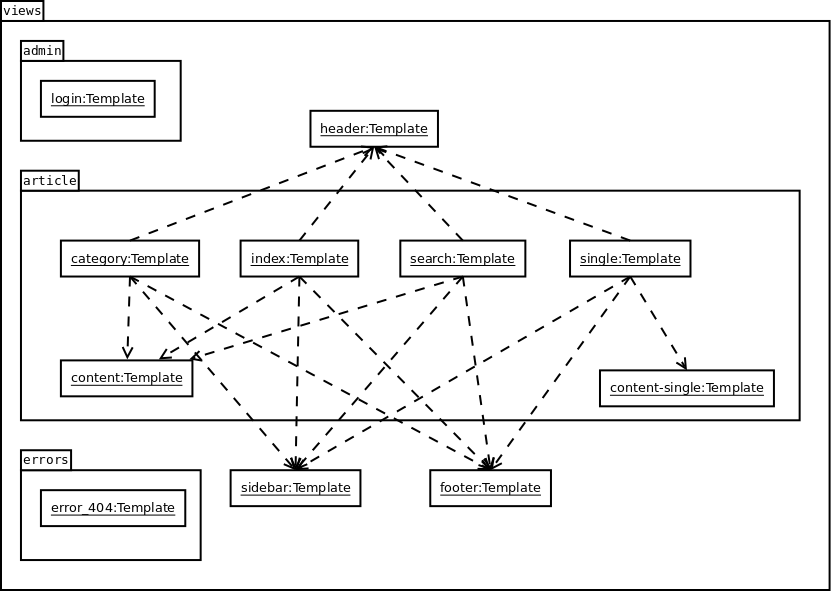 views
admin
login:Template
header:Template
article
category:Template
index:Template
search:Template
single:Template
content:Template
content-single:Template
errors
sidebar:Template
footer:Template
error_404:Template